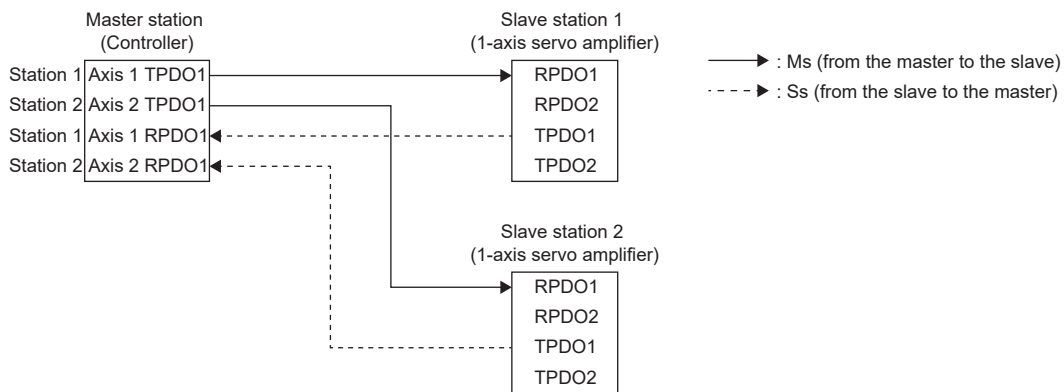 Master station
(Controller)
Station 1 Axis 1 TPDO1
Station 2 Axis 2 TPDO1
Station 1 Axis 1 RPDO1
Station 2 Axis 2 RPDO1
Slave station 1
(1-axis servo amplifier)
RPDO1
RPDO2
TPDO1
TPDO2
: Ms (from the master to the slave)
: Ss (from the slave to the master)
Slave station 2
(1-axis servo amplifier)
RPDO1
RPDO2
TPDO1
TPDO2